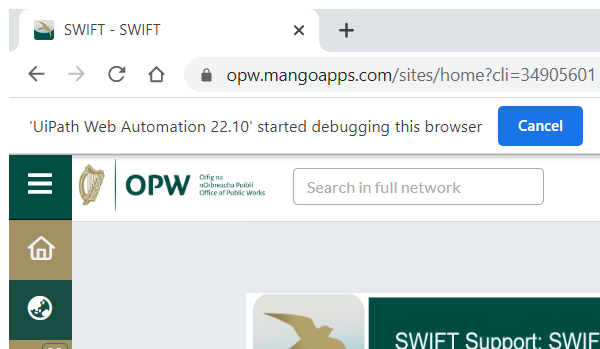 SWIFT - SWIFT
opw.mangoapps.com/sites/home?cli=34905601
'UiPath Web Automation 22.10' started debugging this browser
Cancel
OPW
Oifig na
nOibreacha Poiblí
Office of Public Works
Search in full network
SWIFT Support: SWIF